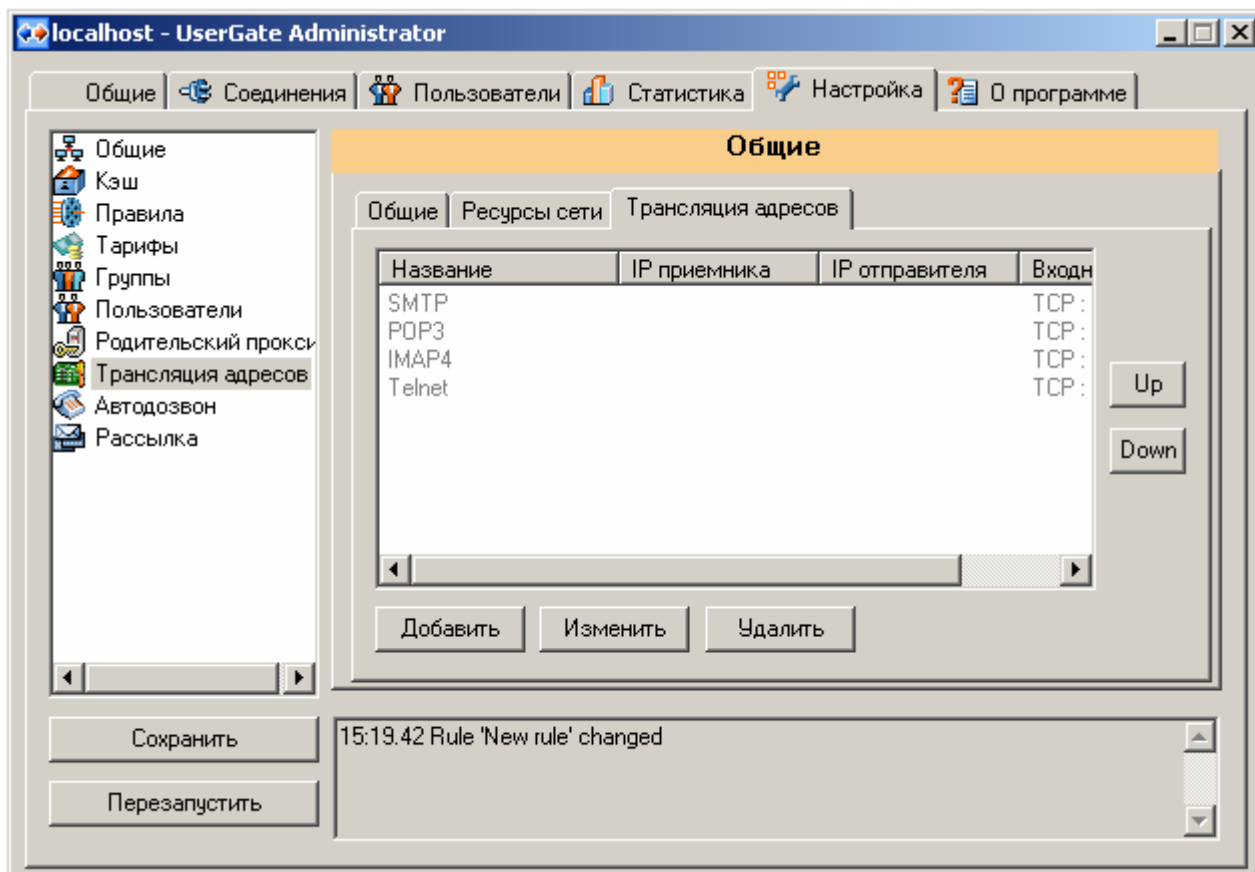 localhost - UserGate Administrator
Общие Соединения Пользователи Статистика Настройка О программе
Общие
Кэш
Правила
Тарифы
Группы
Пользователи
Родительский прокси
Трансляция адресов
Автодозвон
Рассылка
Общие
Общие Ресурсы сети Трансляция адресов
Название IP приемника IP отправителя Входн
SMTP TCP :
POP3 TCP :
IMAP4 TCP :
Telnet TCP :
Up
Down
Добавить Изменить Удалить
Сохранить
Перезапустить
15:19.42 Rule 'New rule' changed